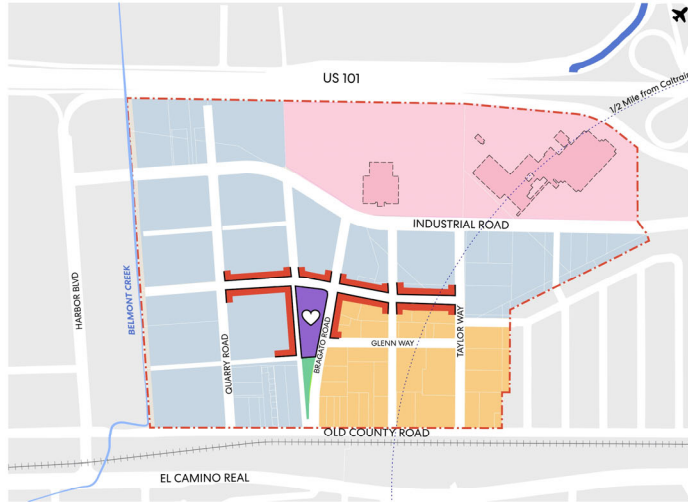 US 101
1/2 Mile from Caltrain
INDUSTRIAL ROAD
HARBOR BLVD
BELMONT CREEK
QUARRY ROAD
BRAGATO ROAD
GLENN WAY
TAYLOR WAY
OLD COUNTY ROAD
EL CAMINO REAL